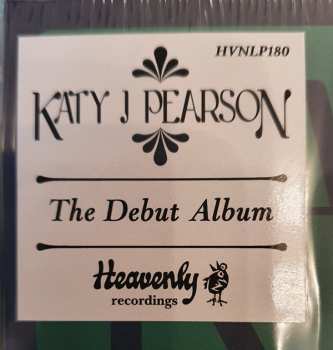 HVNLP180
KATY J PEARSON
The Debut Album
Heavenly
recordings